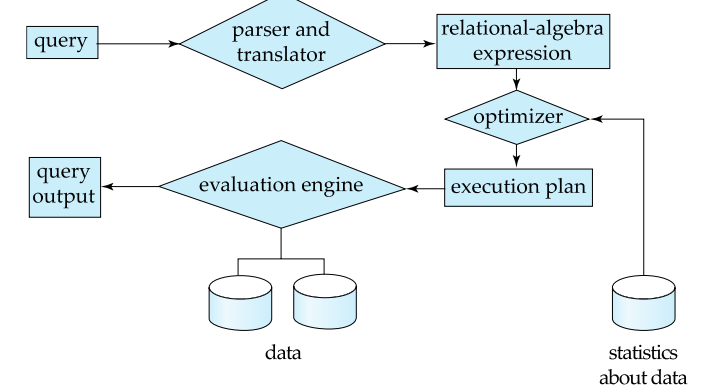 query
parser and
translator
relational-algebra
expression
optimizer
query
output
evaluation engine
execution plan
data
statistics
about data